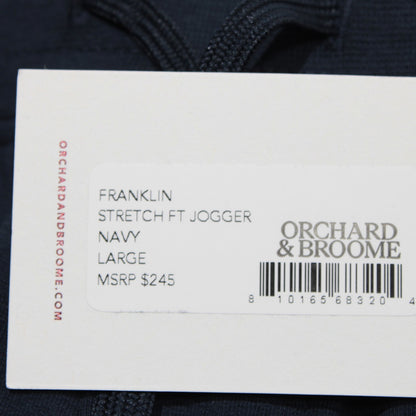 ORCHARDANDBROOME.COM
FRANKLIN
STRETCH FT JOGGER
NAVY
LARGE
MSRP $245
ORCHARD
& BROOME
8 10165 68320 4